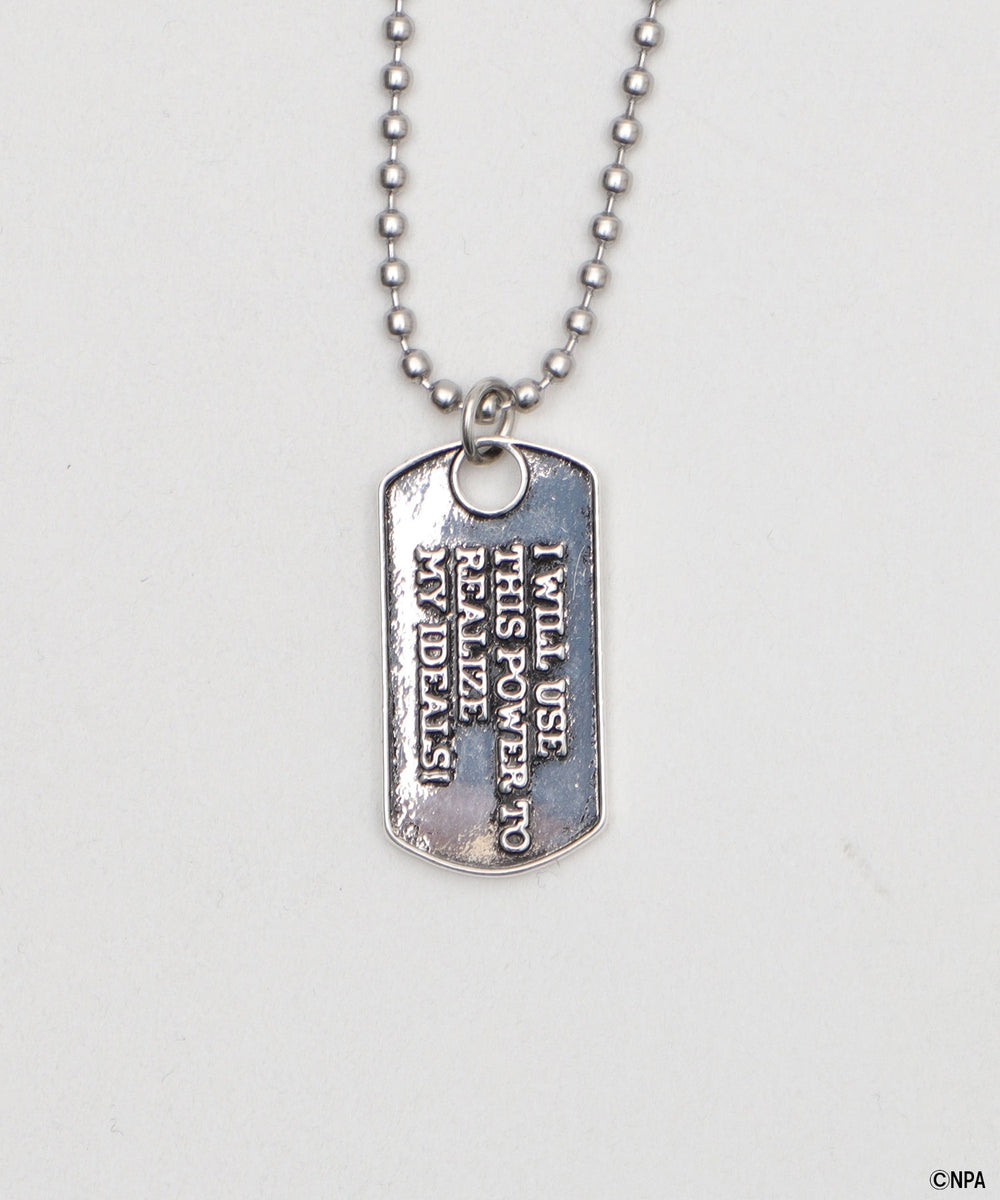 I WILL USE
THIS POWER TO
REALIZE
MY IDEALS!
©NPA